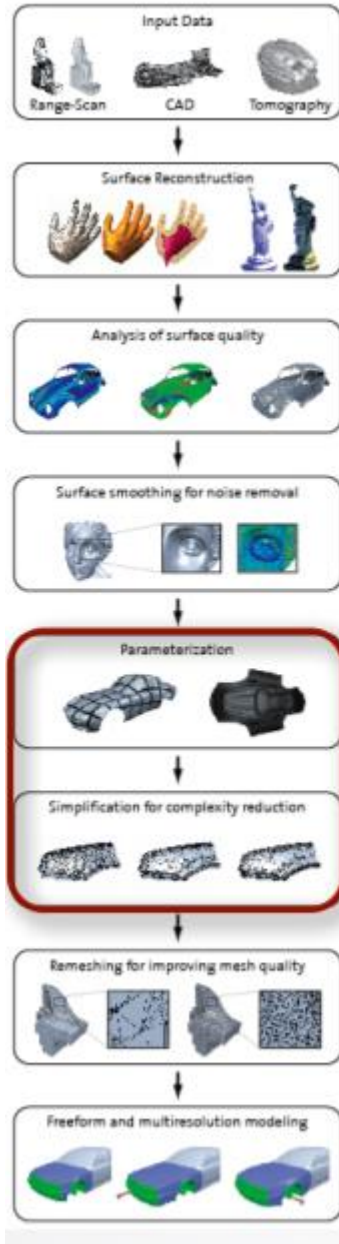 Input Data
Range-Scan CAD Tomography
Surface Reconstruction
Analysis of surface quality
Surface smoothing for noise removal
Parameterization
Simplification for complexity reduction
Remeshing for improving mesh quality
Freeform and multiresolution modeling